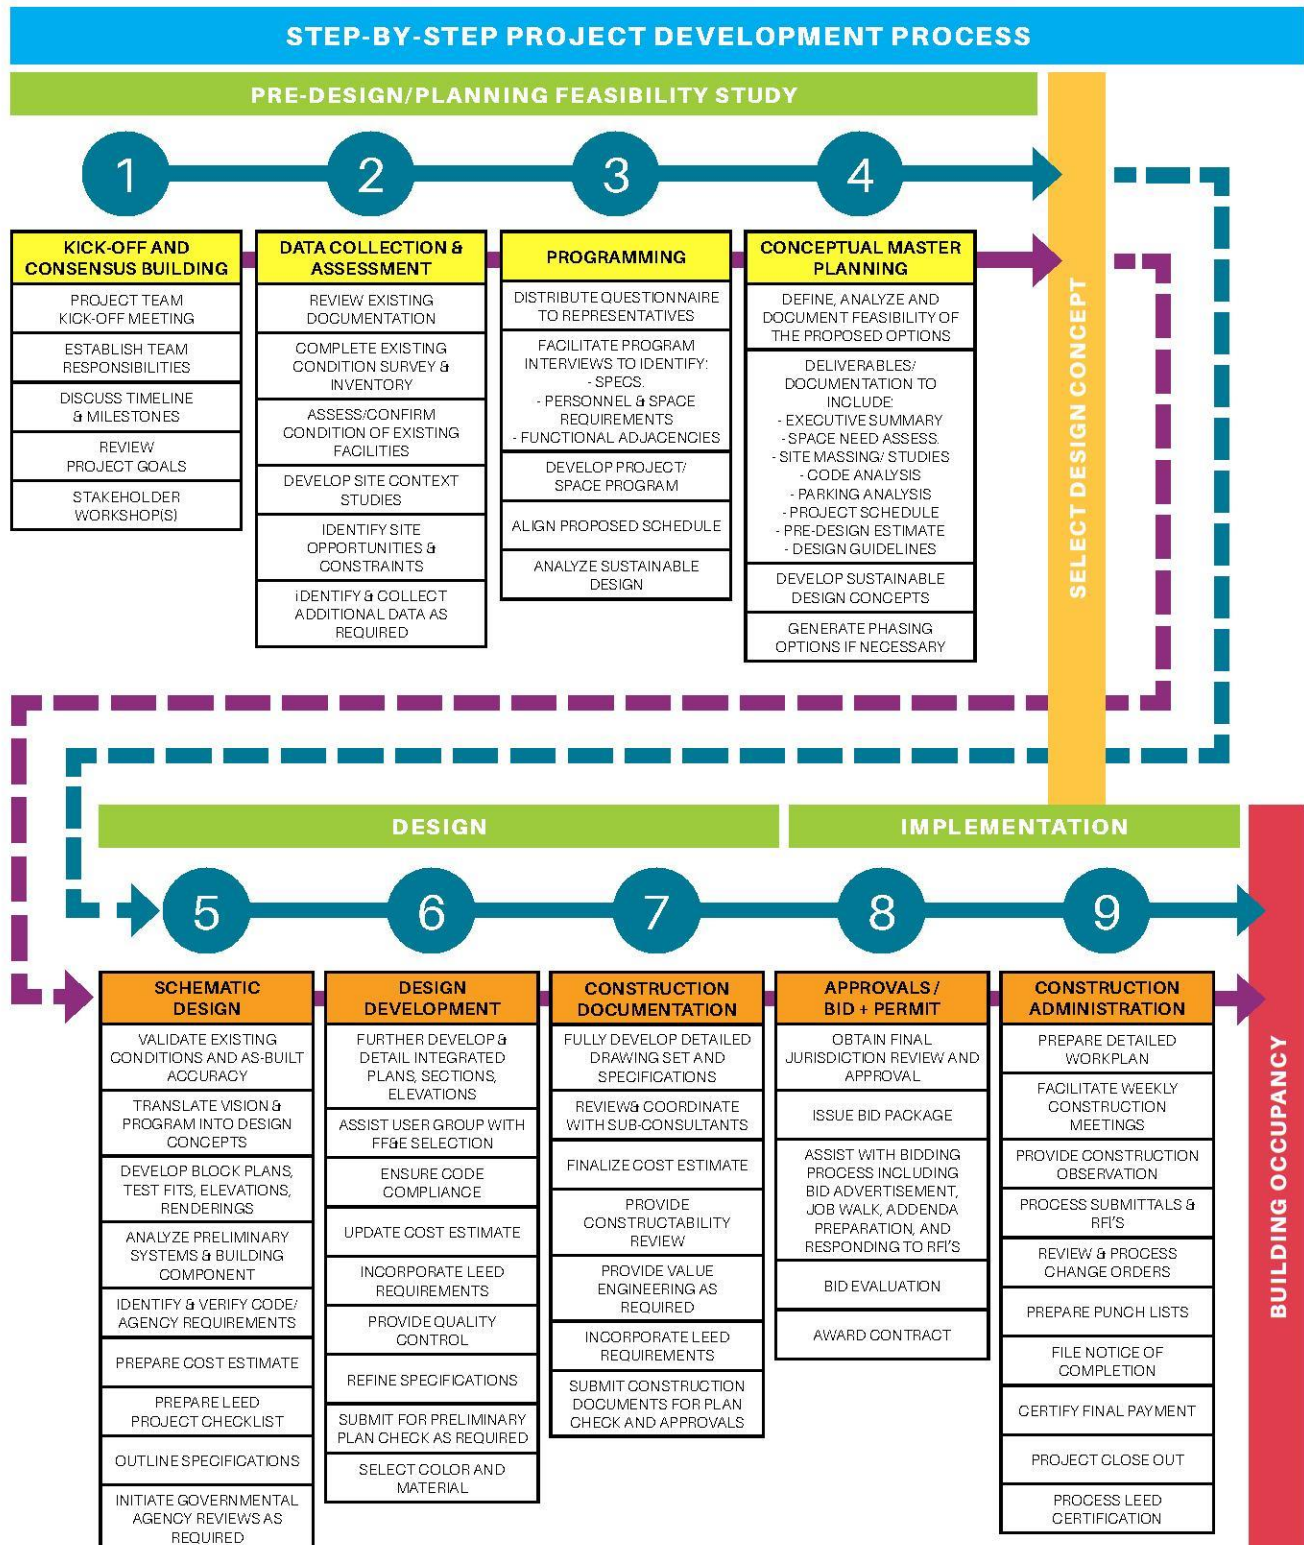 STEP-BY-STEP PROJECT DEVELOPMENT PROCESS
PRE-DESIGN/PLANNING FEASIBILITY STUDY
1
2
3
4
KICK-OFF AND
CONSENSUS BUILDING
PROJECT TEAM
KICK-OFF MEETING
ESTABLISH TEAM
RESPONSIBILITIES
DISCUSS TIMELINE
& MILESTONES
REVIEW
PROJECT GOALS
STAKEHOLDER
WORKSHOP(S)
DATA COLLECTION &
ASSESSMENT
REVIEW EXISTING
DOCUMENTATION
COMPLETE EXISTING
CONDITION SURVEY &
INVENTORY
ASSESS/CONFIRM
CONDITION OF EXISTING
FACILITIES
DEVELOP SITE CONTEXT
STUDIES
IDENTIFY SITE
OPPORTUNITIES &
CONSTRAINTS
iDENTIFY & COLLECT
ADDITIONAL DATA AS
REQUIRED
PROGRAMMING
DISTRIBUTE QUESTIONNAIRE
TO REPRESENTATIVES
FACILITATE PROGRAM
INTERVIEWS TO IDENTIFY:
- SPECS.
- PERSONNEL & SPACE
REQUIREMENTS
- FUNCTIONAL ADJACENCIES
DEVELOP PROJECT/
SPACE PROGRAM
ALIGN PROPOSED SCHEDULE
ANALYZE SUSTAINABLE
DESIGN
CONCEPTUAL MASTER
PLANNING
DEFINE, ANALYZE AND
DOCUMENT FEASIBILITY OF
THE PROPOSED OPTIONS
DELIVERABLES/
DOCUMENTATION TO
INCLUDE:
- EXECUTIVE SUMMARY
- SPACE NEED ASSESS.
- SITE MASSING/ STUDIES
- CODE ANALYSIS
- PARKING ANALYSIS
- PROJECT SCHEDULE
- PRE-DESIGN ESTIMATE
- DESIGN GUIDELINES
DEVELOP SUSTAINABLE
DESIGN CONCEPTS
GENERATE PHASING
OPTIONS IF NECESSARY
SELECT DESIGN CONCEPT
DESIGN
IMPLEMENTATION
5
6
7
8
9
SCHEMATIC
DESIGN
VALIDATE EXISTING
CONDITIONS AND AS-BUILT
ACCURACY
TRANSLATE VISION &
PROGRAM INTO DESIGN
CONCEPTS
DEVELOP BLOCK PLANS,
TEST FITS, ELEVATIONS,
RENDERINGS
ANALYZE PRELIMINARY
SYSTEMS & BUILDING
COMPONENT
IDENTIFY & VERIFY CODE/
AGENCY REQUIREMENTS
PREPARE COST ESTIMATE
PREPARE LEED
PROJECT CHECKLIST
OUTLINE SPECIFICATIONS
INITIATE GOVERNMENTAL
AGENCY REVIEWS AS
REQUIRED
DESIGN
DEVELOPMENT
FURTHER DEVELOP &
DETAIL INTEGRATED
PLANS, SECTIONS,
ELEVATIONS
ASSIST USER GROUP WITH
FF&E SELECTION
ENSURE CODE
COMPLIANCE
UPDATE COST ESTIMATE
INCORPORATE LEED
REQUIREMENTS
PROVIDE QUALITY
CONTROL
REFINE SPECIFICATIONS
SUBMIT FOR PRELIMINARY
PLAN CHECK AS REQUIRED
SELECT COLOR AND
MATERIAL
CONSTRUCTION
DOCUMENTATION
FULLY DEVELOP DETAILED
DRAWING SET AND
SPECIFICATIONS
REVIEW& COORDINATE
WITH SUB-CONSULTANTS
FINALIZE COST ESTIMATE
PROVIDE
CONSTRUCTABILITY
REVIEW
PROVIDE VALUE
ENGINEERING AS
REQUIRED
INCORPORATE LEED
REQUIREMENTS
SUBMIT CONSTRUCTION
DOCUMENTS FOR PLAN
CHECK AND APPROVALS
APPROVALS /
BID + PERMIT
OBTAIN FINAL
JURISDICTION REVIEW AND
APPROVAL
ISSUE BID PACKAGE
ASSIST WITH BIDDING
PROCESS INCLUDING
BID ADVERTISEMENT,
JOB WALK, ADDENDA
PREPARATION, AND
RESPONDING TO RFI'S
BID EVALUATION
AWARD CONTRACT
CONSTRUCTION
ADMINISTRATION
PREPARE DETAILED
WORKPLAN
FACILITATE WEEKLY
CONSTRUCTION
MEETINGS
PROVIDE CONSTRUCTION
OBSERVATION
PROCESS SUBMITTALS &
RFI'S
REVIEW & PROCESS
CHANGE ORDERS
PREPARE PUNCH LISTS
FILE NOTICE OF
COMPLETION
CERTIFY FINAL PAYMENT
PROJECT CLOSE OUT
PROCESS LEED
CERTIFICATION
BUILDING OCCUPANCY